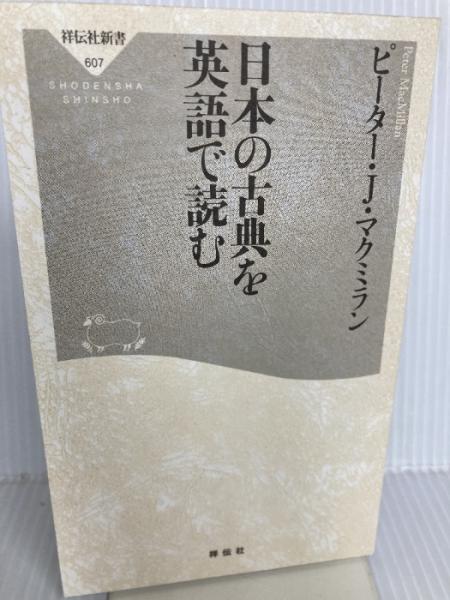 祥伝社新書
607
SHODENSHA
SHINSHO
日本の古典を
英語で読む
ピーター・J・マクミラン
Peter MacMillan
祥伝社